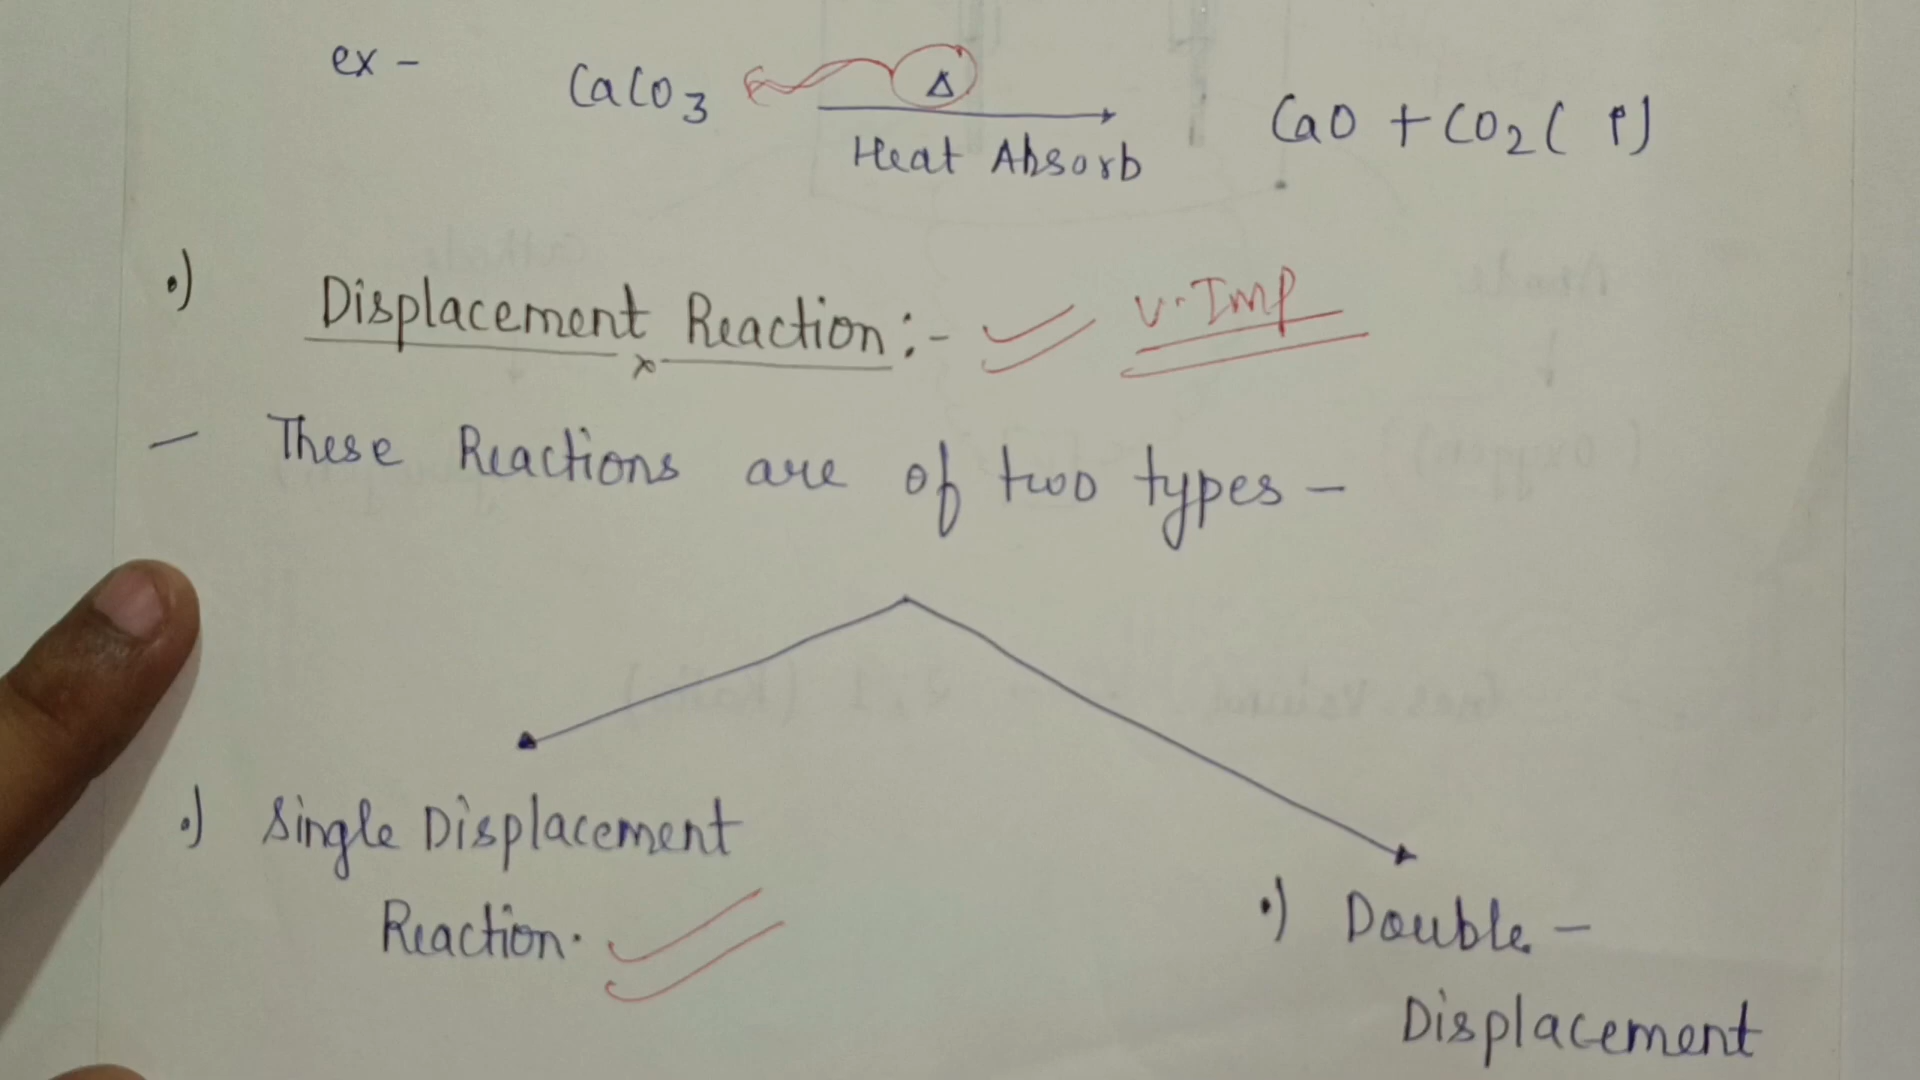 ex - CaCo3 Δ CaO + CO2 ( ↑)
Heat Absorb
•) Displacement Reaction :- v. Imp
- These Reactions are of two types -
•) Single Displacement
Reaction.
•) Double -
Displacement